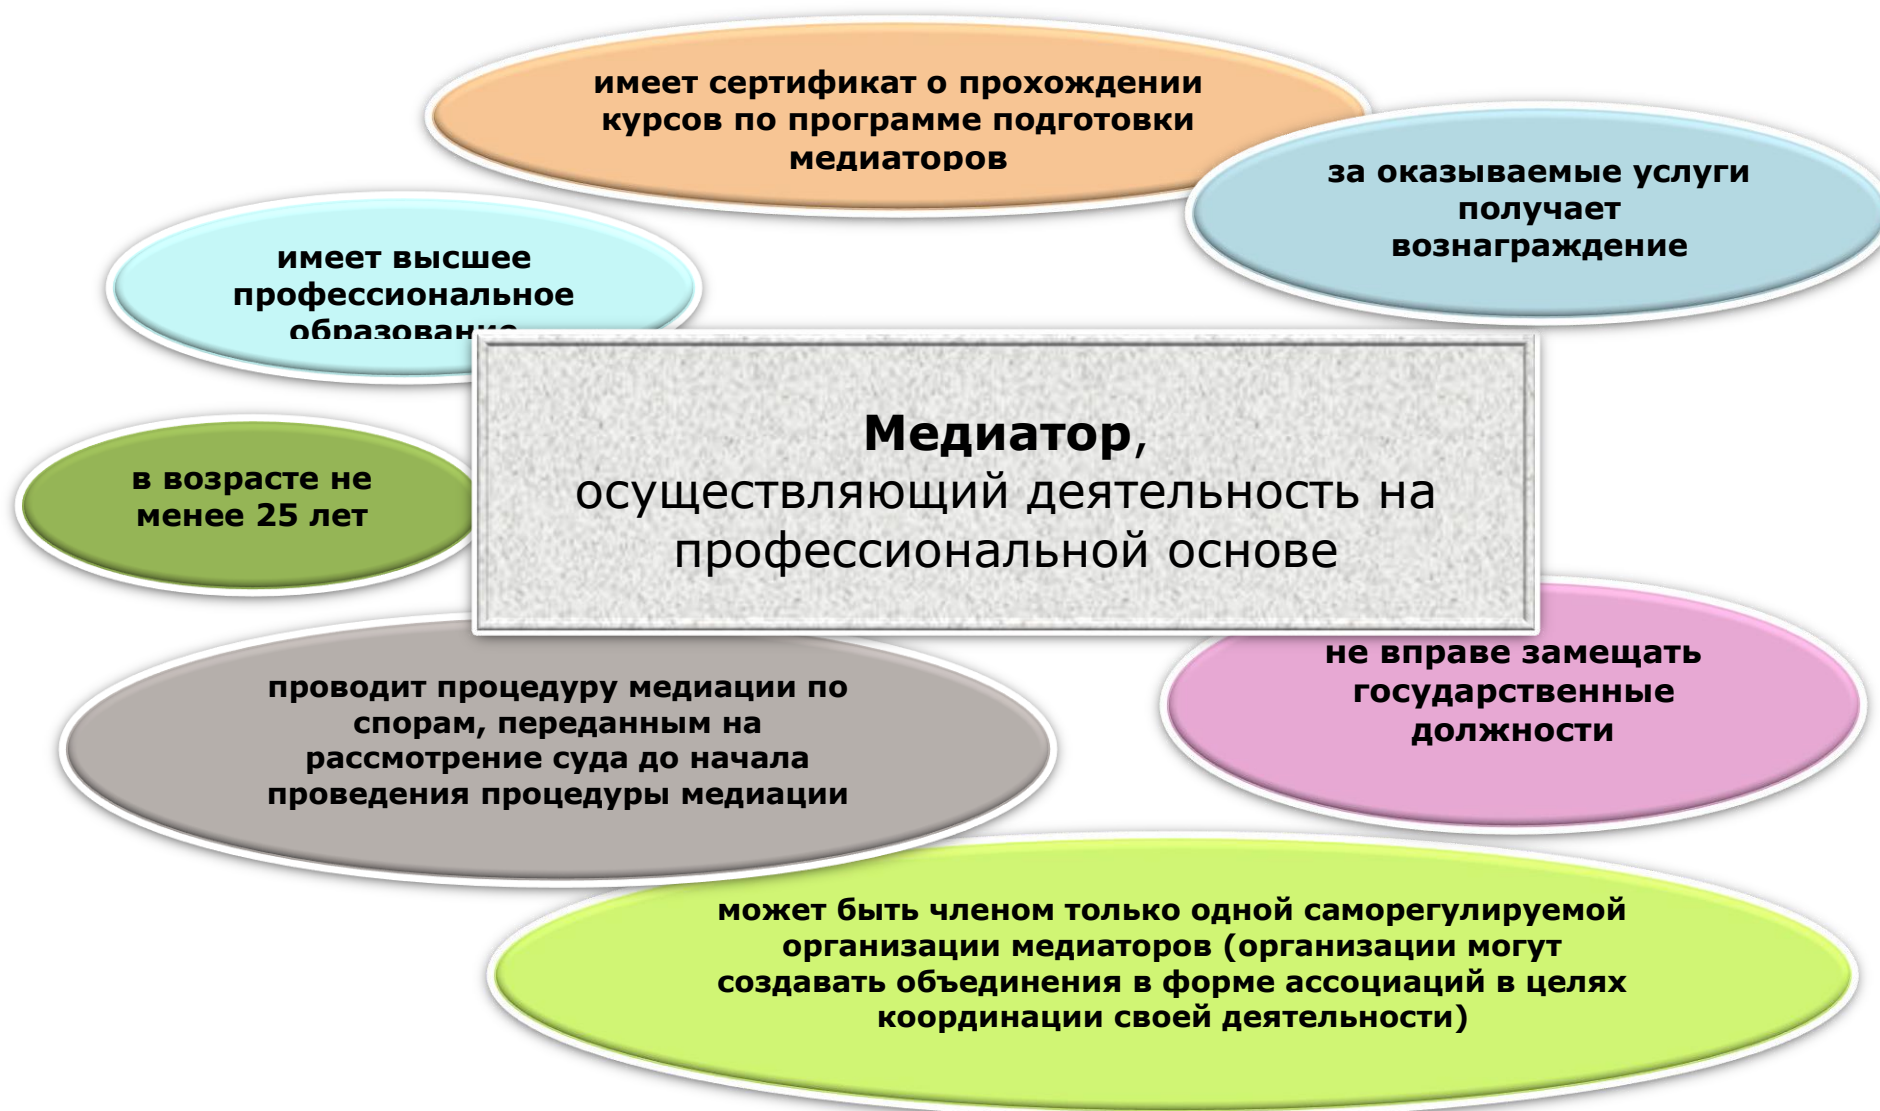 имеет сертификат о прохождении
курсов по программе подготовки
медиаторов
за оказываемые услуги
получает
вознаграждение
имеет высшее
профессиональное
образование
Медиатор,
осуществляющий деятельность на
профессиональной основе
в возрасте не
менее 25 лет
не вправе замещать
государственные
должности
проводит процедуру медиации по
спорам, переданным на
рассмотрение суда до начала
проведения процедуры медиации
может быть членом только одной саморегулируемой
организации медиаторов (организации могут
создавать объединения в форме ассоциаций в целях
координации своей деятельности)